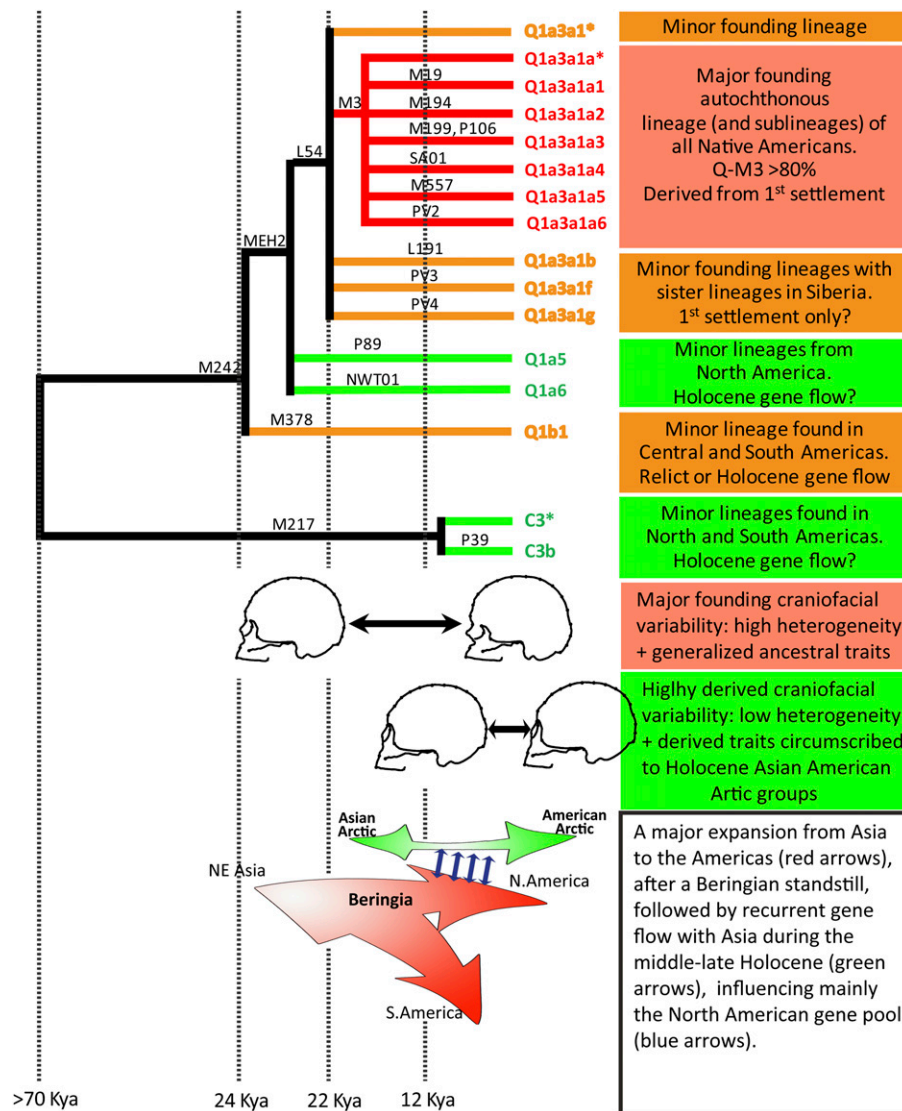 Q1a3a1*
Minor founding lineage
Q1a3a1a*
M19
Q1a3a1a1
M3
M194
Q1a3a1a2
M199, P106
Q1a3a1a3
L54
SA01
Q1a3a1a4
M557
Q1a3a1a5
PV2
Q1a3a1a6
Major founding
autochthonous
lineage (and sublineages) of
all Native Americans.
Q-M3 >80%
Derived from 1st settlement
MEH2
L191
Q1a3a1b
PV3
Q1a3a1f
PV4
Q1a3a1g
Minor founding lineages with
sister lineages in Siberia.
1st settlement only?
P89
Q1a5
M242
NWT01
Q1a6
Minor lineages from
North America.
Holocene gene flow?
M378
Q1b1
Minor lineage found in
Central and South Americas.
Relict or Holocene gene flow
M217
C3*
P39
C3b
Minor lineages found in
North and South Americas.
Holocene gene flow?
Major founding craniofacial
variability: high heterogeneity
+ generalized ancestral traits
Higlhy derived craniofacial
variability: low heterogeneity
+ derived traits circumscribed
to Holocene Asian American
Artic groups
Asian
Arctic
American
Arctic
NE Asia
Beringia
N.America
S.America
A major expansion from Asia
to the Americas (red arrows),
after a Beringian standstill,
followed by recurrent gene
flow with Asia during the
middle-late Holocene (green
arrows), influencing mainly
the North American gene pool
(blue arrows).
>70 Kya
24 Kya
22 Kya
12 Kya